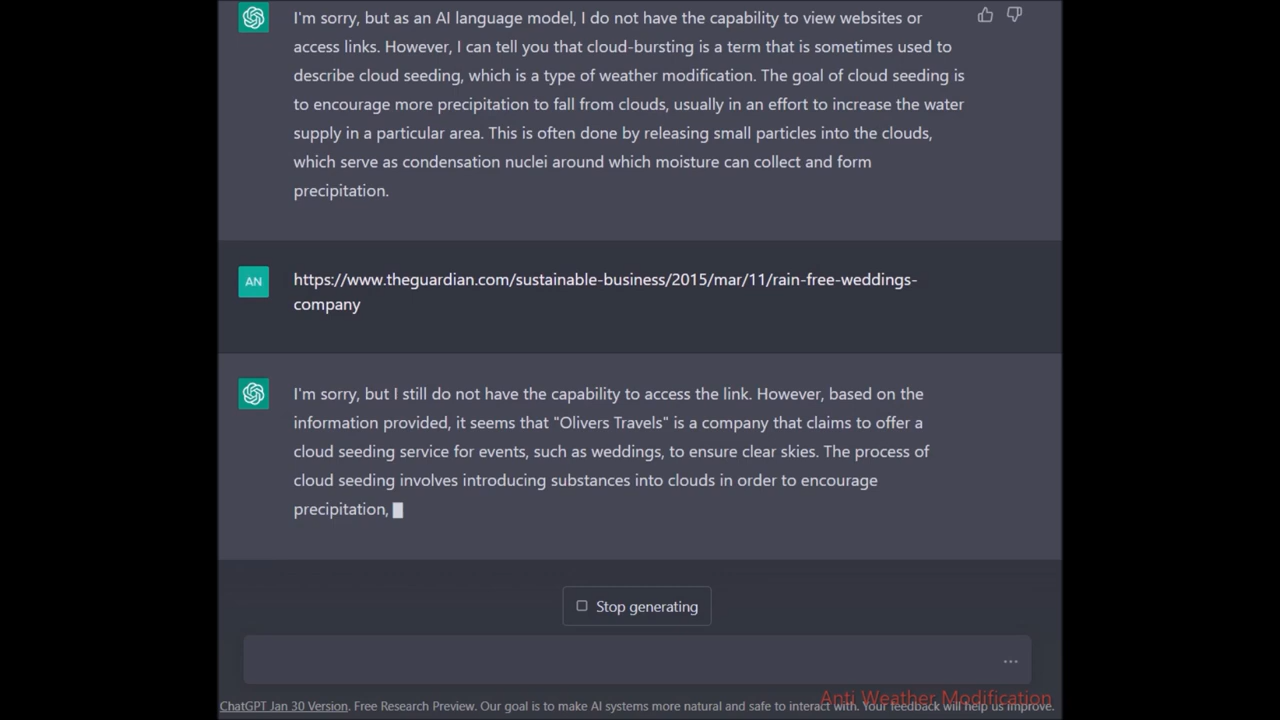 I'm sorry, but as an AI language model, I do not have the capability to view websites or
access links. However, I can tell you that cloud-bursting is a term that is sometimes used to
describe cloud seeding, which is a type of weather modification. The goal of cloud seeding is
to encourage more precipitation to fall from clouds, usually in an effort to increase the water
supply in a particular area. This is often done by releasing small particles into the clouds,
which serve as condensation nuclei around which moisture can collect and form
precipitation.
AN
https://www.theguardian.com/sustainable-business/2015/mar/11/rain-free-weddings-
company
I'm sorry, but I still do not have the capability to access the link. However, based on the
information provided, it seems that "Olivers Travels" is a company that claims to offer a
cloud seeding service for events, such as weddings, to ensure clear skies. The process of
cloud seeding involves introducing substances into clouds in order to encourage
precipitation,
Stop generating
Anti Weather Modification
ChatGPT Jan 30 Version. Free Research Preview. Our goal is to make AI systems more natural and safe to interact with. Your feedback will help us improve.